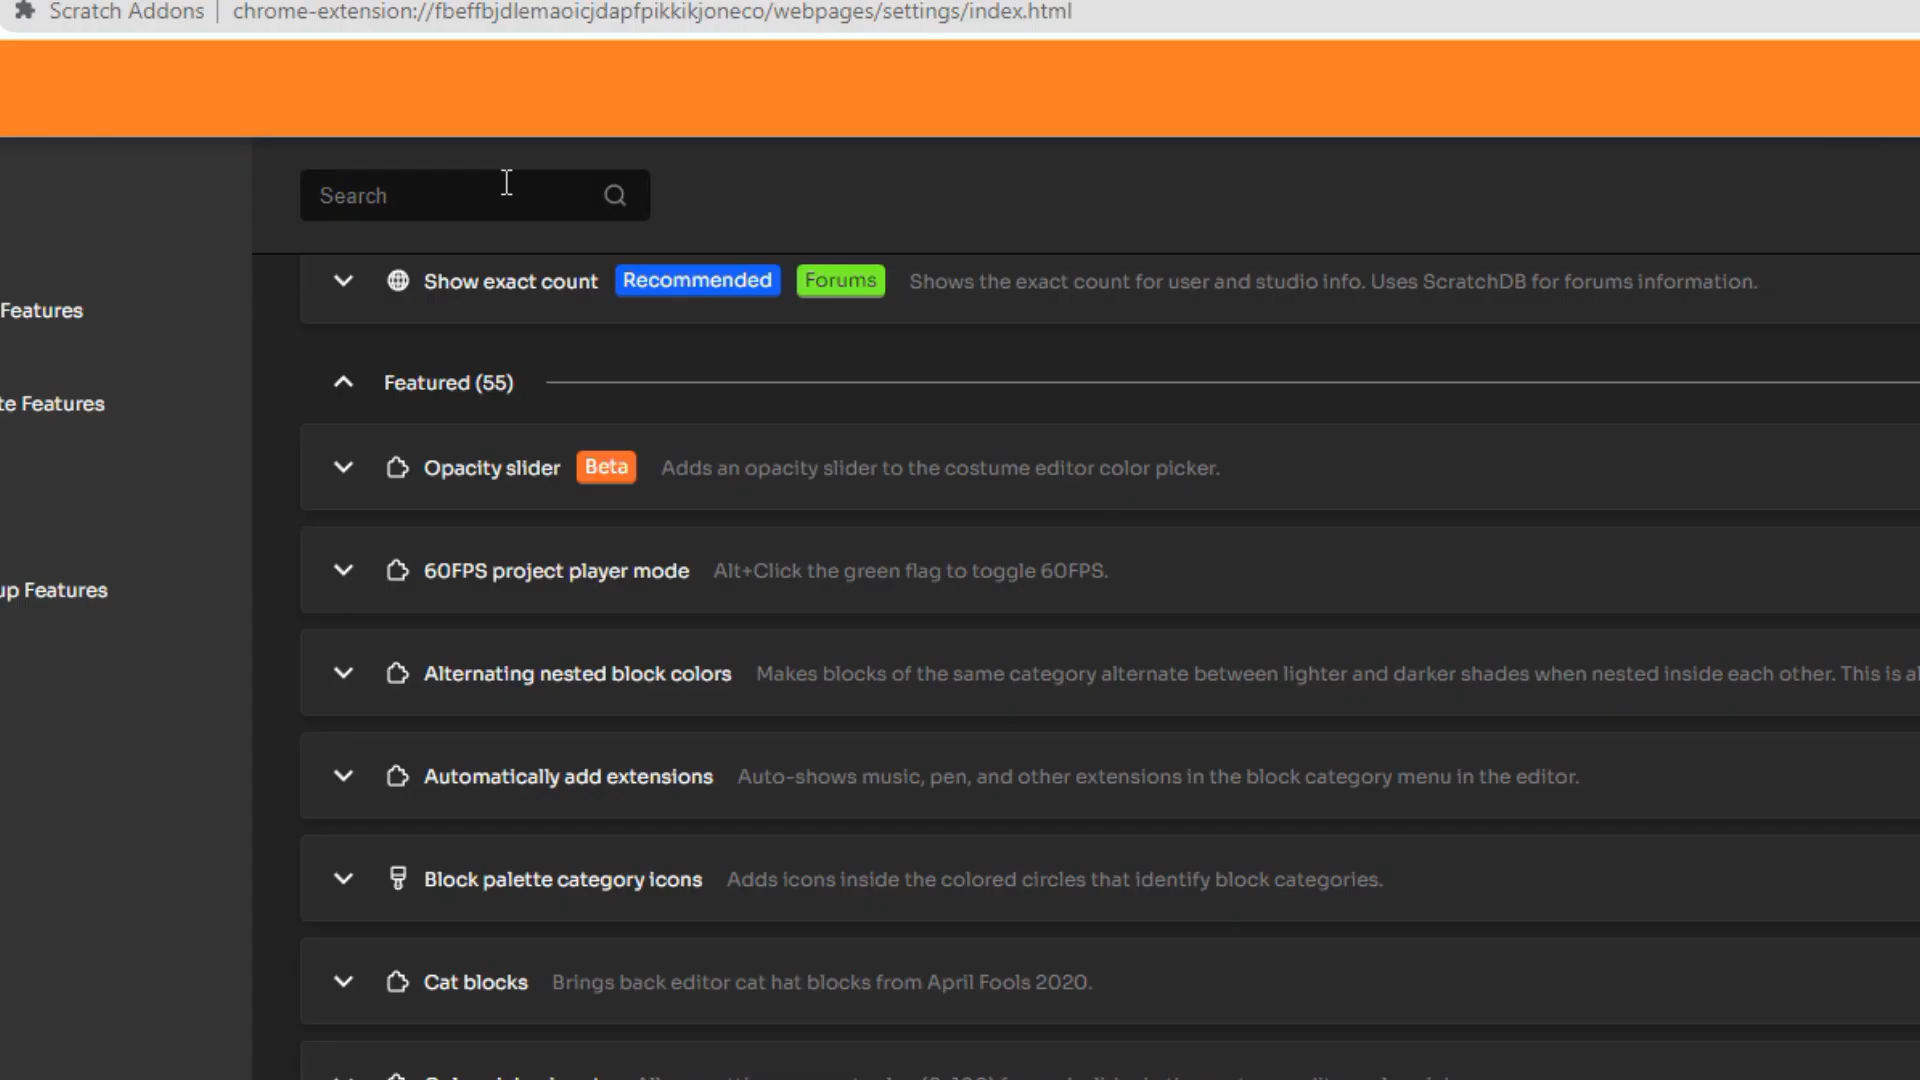 Scratch Addons | chrome-extension://fbeffbjdlemaoicjdapfpikkikjoneco/webpages/settings/index.html
Search
Show exact count Recommended Forums Shows the exact count for user and studio info. Uses ScratchDB for forums information.
Features
Featured (55)
te Features
Opacity slider Beta Adds an opacity slider to the costume editor color picker.
60FPS project player mode Alt+Click the green flag to toggle 60FPS.
up Features
Alternating nested block colors Makes blocks of the same category alternate between lighter and darker shades when nested inside each other. This is al
Automatically add extensions Auto-shows music, pen, and other extensions in the block category menu in the editor.
Block palette category icons Adds icons inside the colored circles that identify block categories.
Cat blocks Brings back editor cat hat blocks from April Fools 2020.